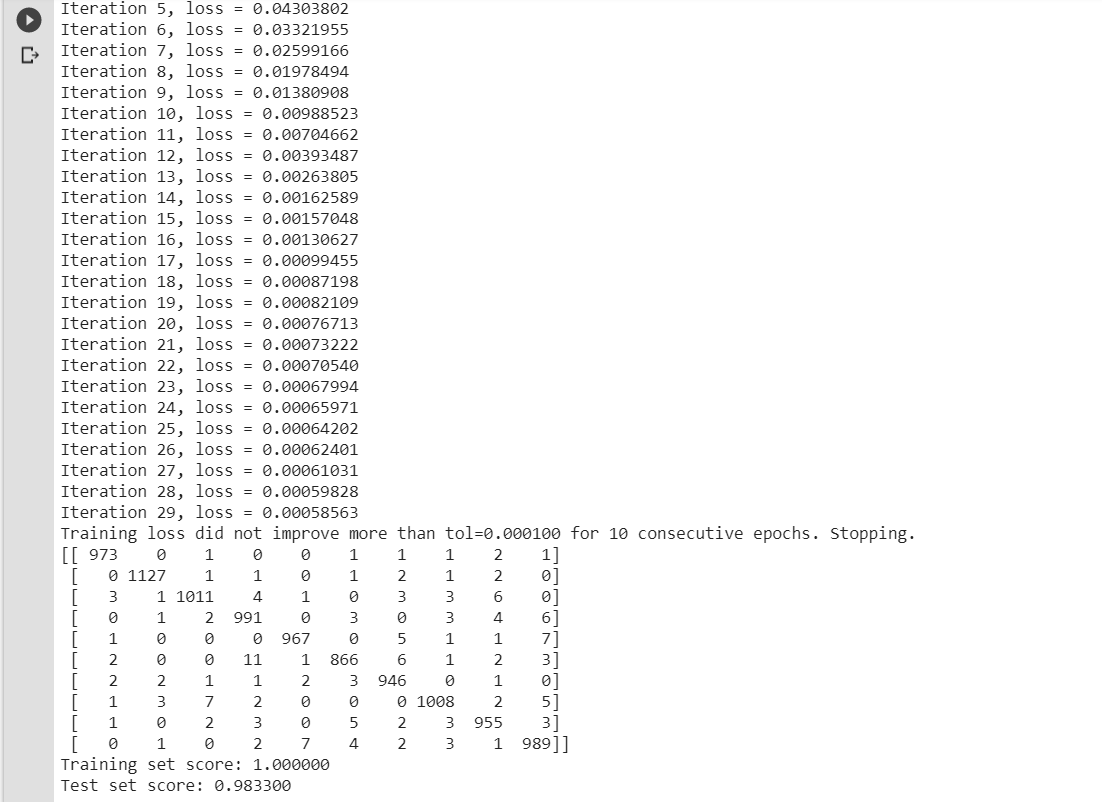 Iteration 5, loss = 0.04303802
Iteration 6, loss = 0.03321955
Iteration 7, loss = 0.02599166
Iteration 8, loss = 0.01978494
Iteration 9, loss = 0.01380908
Iteration 10, loss = 0.00988523
Iteration 11, loss = 0.00704662
Iteration 12, loss = 0.00393487
Iteration 13, loss = 0.00263805
Iteration 14, loss = 0.00162589
Iteration 15, loss = 0.00157048
Iteration 16, loss = 0.00130627
Iteration 17, loss = 0.00099455
Iteration 18, loss = 0.00087198
Iteration 19, loss = 0.00082109
Iteration 20, loss = 0.00076713
Iteration 21, loss = 0.00073222
Iteration 22, loss = 0.00070540
Iteration 23, loss = 0.00067994
Iteration 24, loss = 0.00065971
Iteration 25, loss = 0.00064202
Iteration 26, loss = 0.00062401
Iteration 27, loss = 0.00061031
Iteration 28, loss = 0.00059828
Iteration 29, loss = 0.00058563
Training loss did not improve more than tol=0.000100 for 10 consecutive epochs. Stopping.
[[ 973    0    1    0    0    1    1    1    2    1]
 [   0 1127    1    1    0    1    2    1    2    0]
 [   3    1 1011    4    1    0    3    3    6    0]
 [   0    1    2  991    0    3    0    3    4    6]
 [   1    0    0    0  967    0    5    1    1    7]
 [   2    0    0   11    1  866    6    1    2    3]
 [   2    2    1    1    2    3  946    0    1    0]
 [   1    3    7    2    0    0    0 1008    2    5]
 [   1    0    2    3    0    5    2    3  955    3]
 [   0    1    0    2    7    4    2    3    1  989]]
Training set score: 1.000000
Test set score: 0.983300